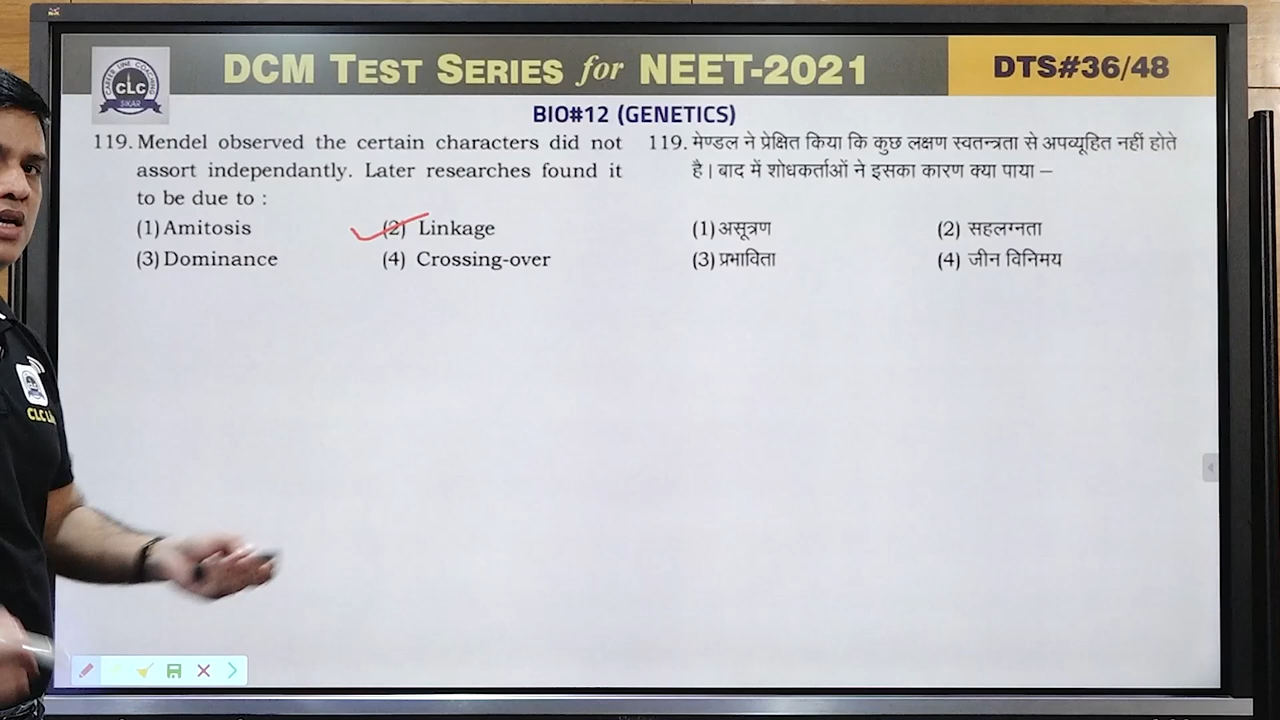 DCM TEST SERIES for NEET-2021
DTS#36/48
CAREER LINE COACHING
CLC
SIKAR
BIO#12 (GENETICS)
119. Mendel observed the certain characters did not
assort independantly. Later researches found it
to be due to :
(1) Amitosis (2) Linkage
(3) Dominance (4) Crossing-over
119. मेण्डल ने प्रेक्षित किया कि कुछ लक्षण स्वतन्त्रता से अपव्यूहित नहीं होते
है। बाद में शोधकर्ताओं ने इसका कारण क्या पाया –
(1) असूत्रण (2) सहलग्नता
(3) प्रभाविता (4) जीन विनिमय